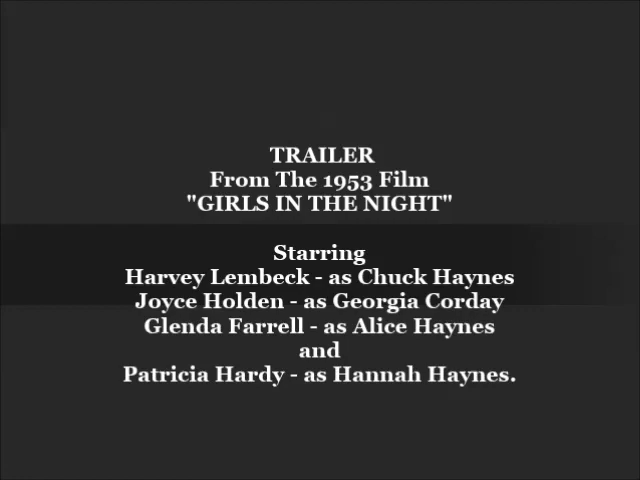 TRAILER
From The 1953 Film
"GIRLS IN THE NIGHT"
Starring
Harvey Lembeck - as Chuck Haynes
Joyce Holden - as Georgia Corday
Glenda Farrell - as Alice Haynes
and
Patricia Hardy - as Hannah Haynes.